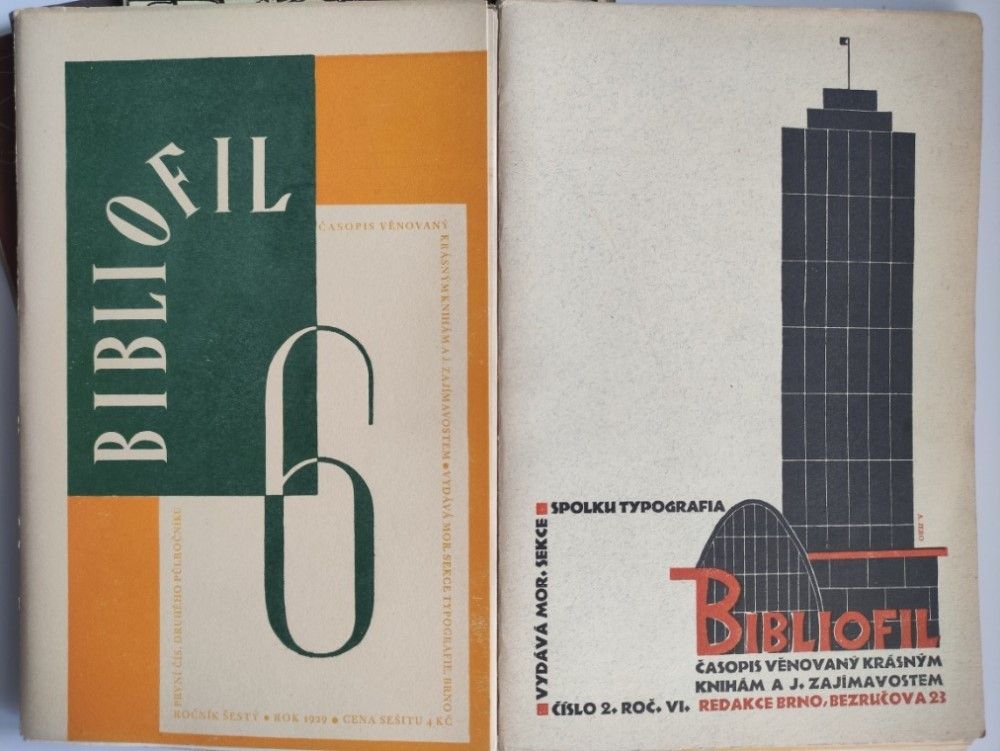 BIBLIOFIL
6
ČASOPIS VĚNOVANÝ
KRÁSNÝM KNIHÁM A J. ZAJÍMAVOSTEM • VYDÁVÁ MOR. SEKCE TYPOGRAFIE, BRNO
PRVNÍ ČÍS. DRUHÉHO PŮLROČNÍKU
ROČNÍK ŠESTÝ • ROK 1929 • CENA SEŠITU 4 KČ
VYDÁVÁ MOR. SEKCE
SPOLKU TYPOGRAFIA
BIBLIOFIL
ČASOPIS VĚNOVANÝ KRÁSNÝM
KNIHÁM A J. ZAJÍMAVOSTEM
ČÍSLO 2. ROČ. VI. REDAKCE BRNO, BEZRUČOVA 23